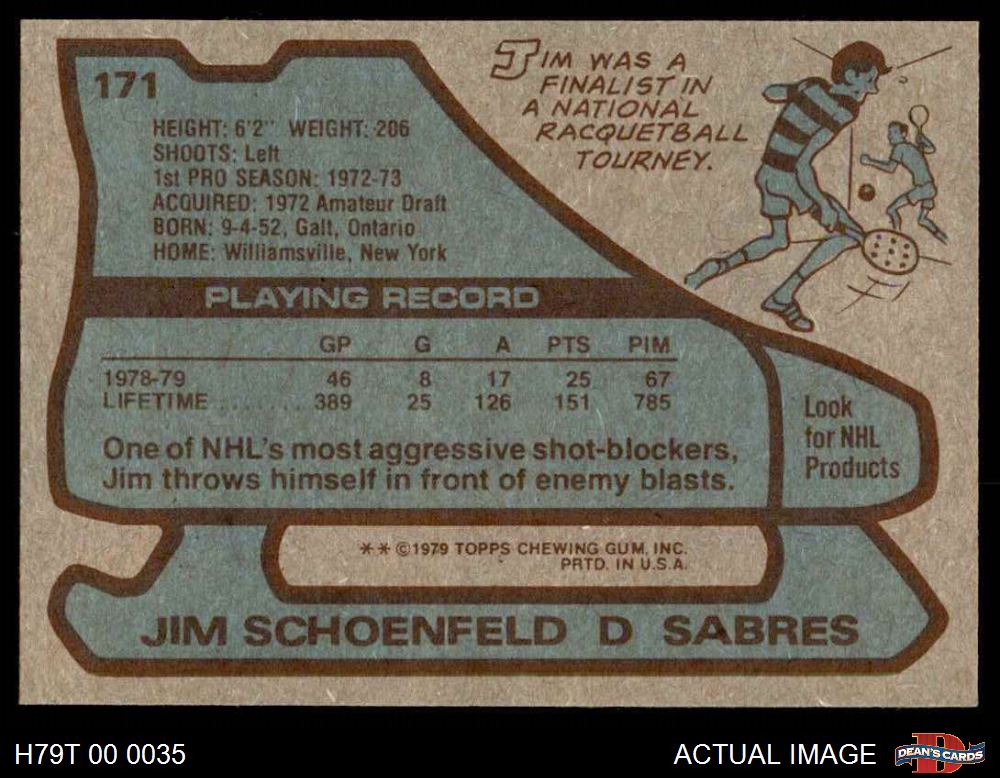 171
HEIGHT: 6'2" WEIGHT: 206
SHOOTS: Left
1st PRO SEASON: 1972-73
ACQUIRED: 1972 Amateur Draft
BORN: 9-4-52, Galt, Ontario
HOME: Williamsville, New York
JIM WAS A
FINALIST IN
A NATIONAL
RACQUETBALL
TOURNEY.
PLAYING RECORD
GP G A PTS PIM
1978-79 46 8 17 25 67
LIFETIME ........ 389 25 126 151 785
One of NHL's most aggressive shot-blockers,
Jim throws himself in front of enemy blasts.
Look
for NHL
Products
** ©1979 TOPPS CHEWING GUM, INC.
PRTD. IN U.S.A.
JIM SCHOENFELD D SABRES
H79T 00 0035
ACTUAL IMAGE
DEAN'S CARDS